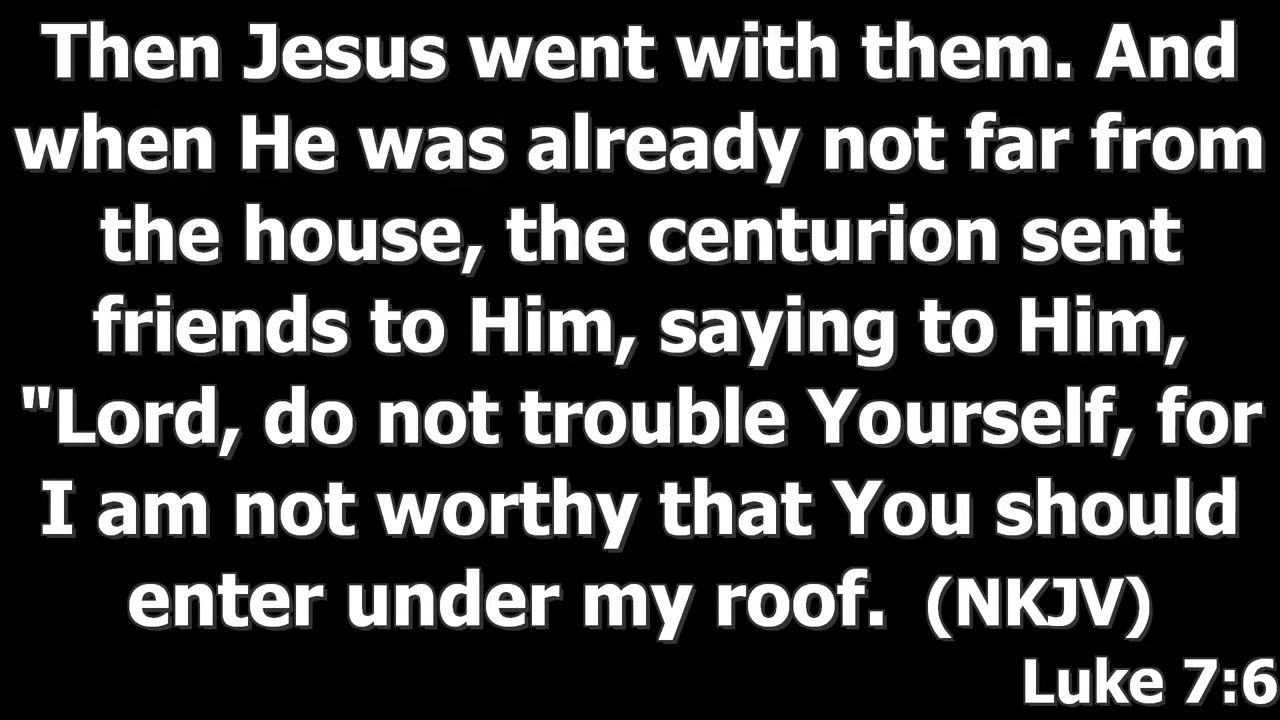 Then Jesus went with them. And
when He was already not far from
the house, the centurion sent
friends to Him, saying to Him,
"Lord, do not trouble Yourself, for
I am not worthy that You should
enter under my roof.  (NKJV)
Luke 7:6